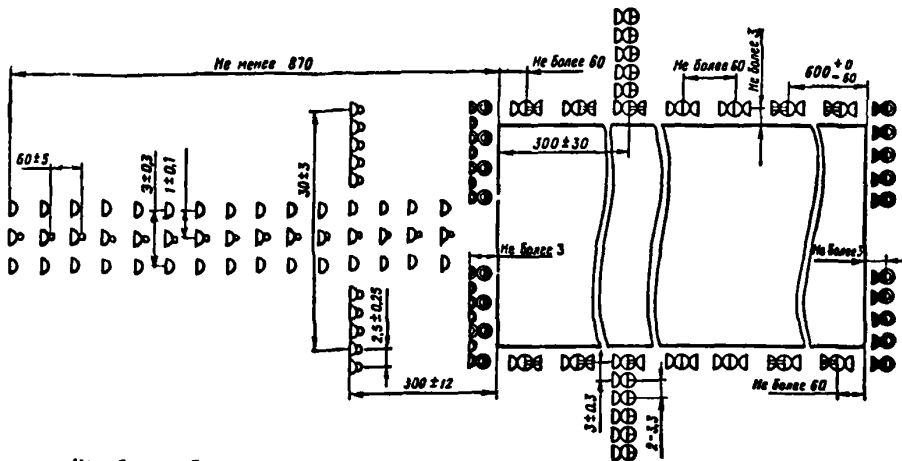 Не менее 870
Не более 60
Не более 3
Не более 60
600 +0 -60
60±5
3±0,3
1±0,1
30±3
300±30
Не более 3
Не более 3
2,5±0,25
300±12
3±0,3
2-3,3
Не более 60